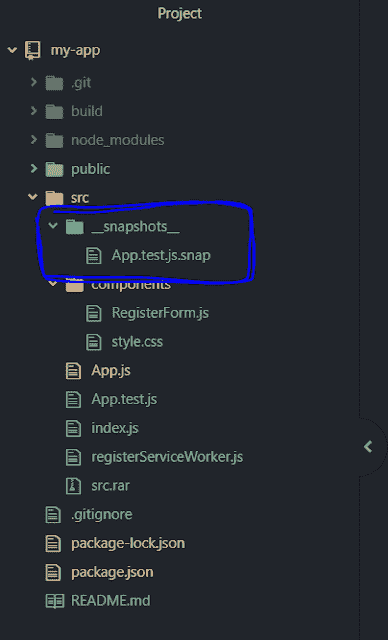 Project
my-app
.git
build
node_modules
public
src
__snapshots__
App.test.js.snap
components
RegisterForm.js
style.css
App.js
App.test.js
index.js
registerServiceWorker.js
src.rar
.gitignore
package-lock.json
package.json
README.md